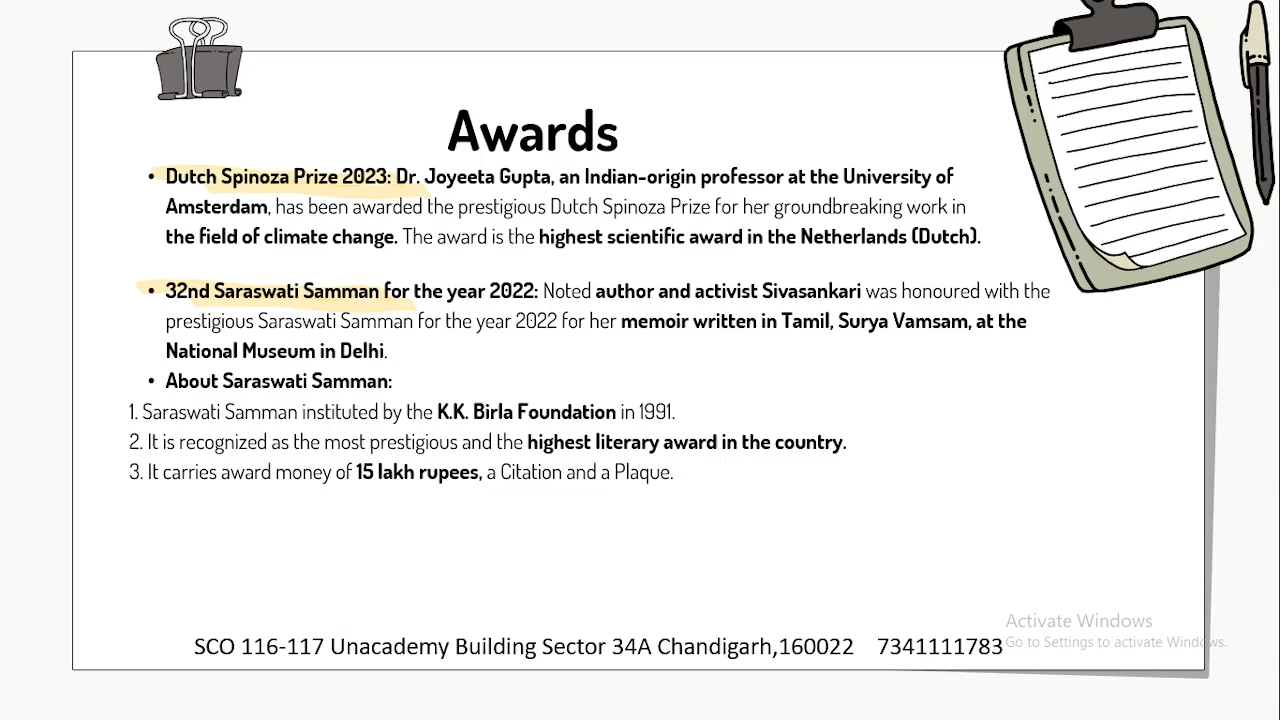 Awards
• Dutch Spinoza Prize 2023: Dr. Joyeeta Gupta, an Indian-origin professor at the University of
Amsterdam, has been awarded the prestigious Dutch Spinoza Prize for her groundbreaking work in
the field of climate change. The award is the highest scientific award in the Netherlands (Dutch).
• 32nd Saraswati Samman for the year 2022: Noted author and activist Sivasankari was honoured with the
prestigious Saraswati Samman for the year 2022 for her memoir written in Tamil, Surya Vamsam, at the
National Museum in Delhi.
• About Saraswati Samman:
1. Saraswati Samman instituted by the K.K. Birla Foundation in 1991.
2. It is recognized as the most prestigious and the highest literary award in the country.
3. It carries award money of 15 lakh rupees, a Citation and a Plaque.
Activate Windows
Go to Settings to activate Windows.
SCO 116-117 Unacademy Building Sector 34A Chandigarh,160022 7341111783